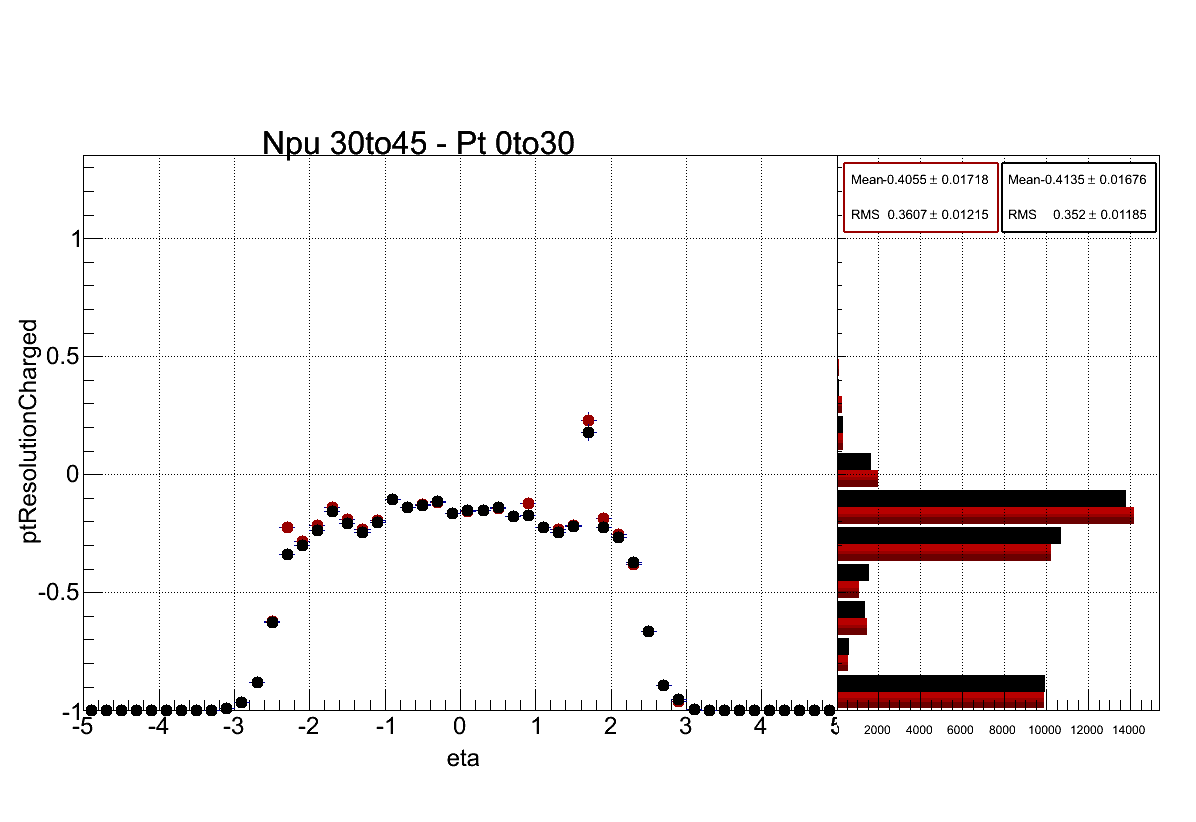 Npu 30to45 - Pt 0to30
Mean-0.4055 ± 0.01718
RMS 0.3607 ± 0.01215
Mean-0.4135 ± 0.01676
RMS 0.352 ± 0.01185
ptResolutionCharged
1
0.5
0
-0.5
-1
-5 -4 -3 -2 -1 0 1 2 3 4 5
eta
2000 4000 6000 8000 10000 12000 14000